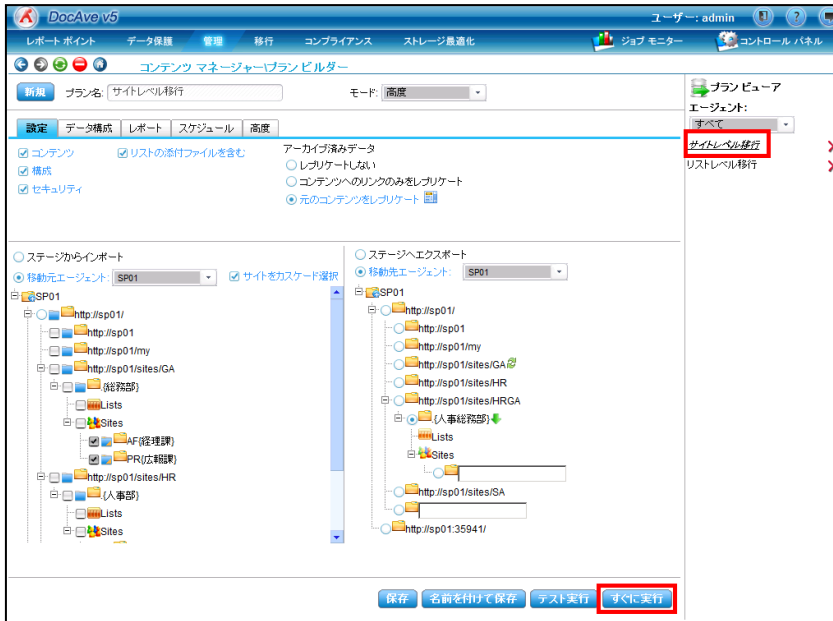 DocAve v5
ユーザー: admin
レポート ポイント
データ保護
管理
移行
コンプライアンス
ストレージ最適化
ジョブ モニター
コントロール パネル
コンテンツ マネージャー\プラン ビルダー
新規
プラン名:
サイトレベル移行
モード:
高度
設定
データ構成
レポート
スケジュール
高度
コンテンツ
構成
セキュリティ
リストの添付ファイルを含む
アーカイブ済みデータ
レプリケートしない
コンテンツへのリンクのみをレプリケート
元のコンテンツをレプリケート
ステージからインポート
移動元エージェント:
SP01
サイトをカスケード選択
SP01
http://sp01/
http://sp01
http://sp01/my
http://sp01/sites/GA
.{総務部}
Lists
Sites
AF{経理課}
PR{広報課}
http://sp01/sites/HR
.{人事部}
Lists
Sites
ステージへエクスポート
移動先エージェント:
SP01
SP01
http://sp01/
http://sp01
http://sp01/my
http://sp01/sites/GA
http://sp01/sites/HR
http://sp01/sites/HRGA
.{人事総務部}
Lists
Sites
http://sp01/sites/SA
http://sp01:35941/
保存
名前を付けて保存
テスト実行
すぐに実行
プラン ビューア
エージェント:
すべて
サイトレベル移行
リストレベル移行